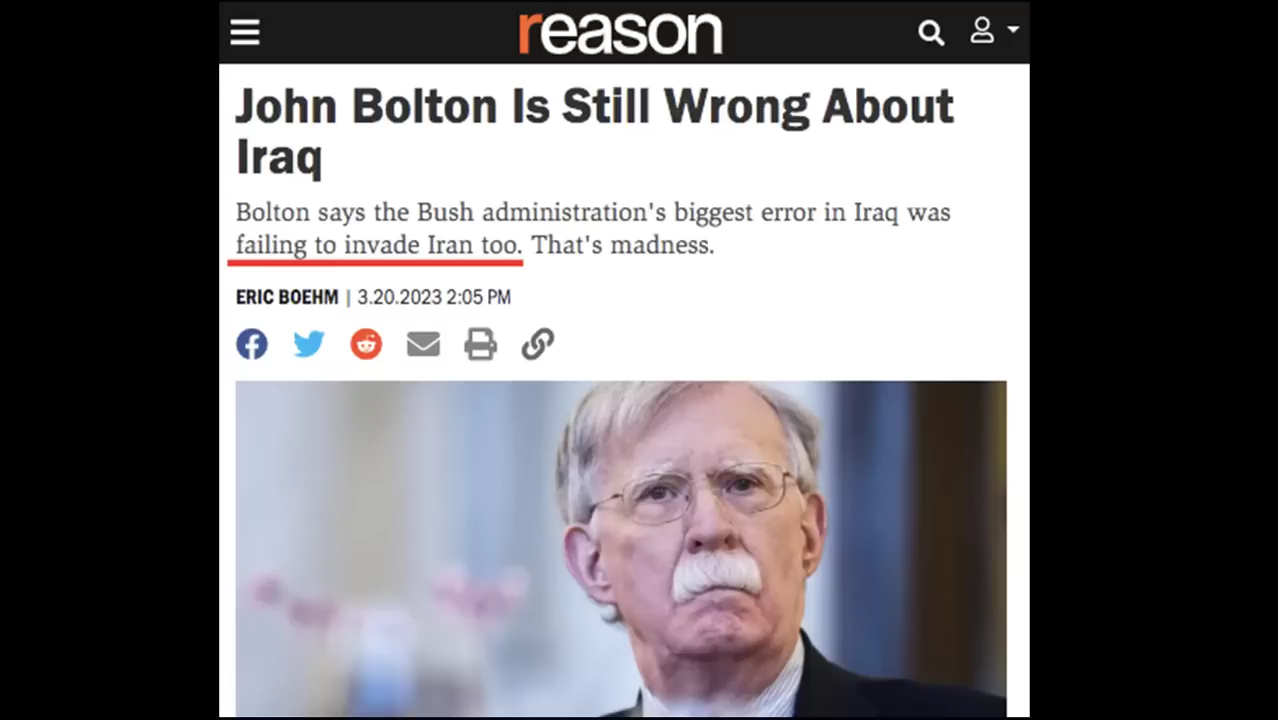 reason
John Bolton Is Still Wrong About
Iraq
Bolton says the Bush administration's biggest error in Iraq was
failing to invade Iran too. That's madness.
ERIC BOEHM | 3.20.2023 2:05 PM